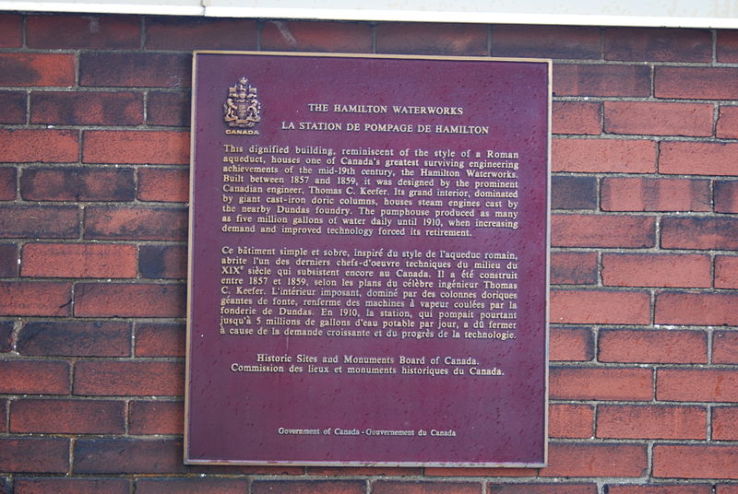 CANADA
THE HAMILTON WATERWORKS
LA STATION DE POMPAGE DE HAMILTON
This dignified building, reminiscent of the style of a Roman
aqueduct, houses one of Canada's greatest surviving engineering
achievements of the mid-19th century, the Hamilton Waterworks.
Built between 1857 and 1859, it was designed by the prominent
Canadian engineer, Thomas C. Keefer. Its grand interior, dominated
by giant cast-iron doric columns, houses steam engines cast by
the nearby Dundas foundry. The pumphouse produced as many
as five million gallons of water daily until 1910, when increasing
demand and improved technology forced its retirement.
Ce bâtiment simple et sobre, inspiré du style de l'aqueduc romain,
abrite l'un des derniers chefs-d'oeuvre techniques du milieu du
XIXe siècle qui subsistent encore au Canada. Il a été construit
entre 1857 et 1859, selon les plans du célèbre ingénieur Thomas
C. Keefer. L'intérieur imposant, dominé par des colonnes doriques
géantes de fonte, renferme des machines à vapeur coulées par la
fonderie de Dundas. En 1910, la station, qui pompait pourtant
jusqu'à 5 millions de gallons d'eau potable par jour, a dû fermer
à cause de la demande croissante et du progrès de la technologie.
Historic Sites and Monuments Board of Canada.
Commission des lieux et monuments historiques du Canada.
Government of Canada - Gouvernement du Canada